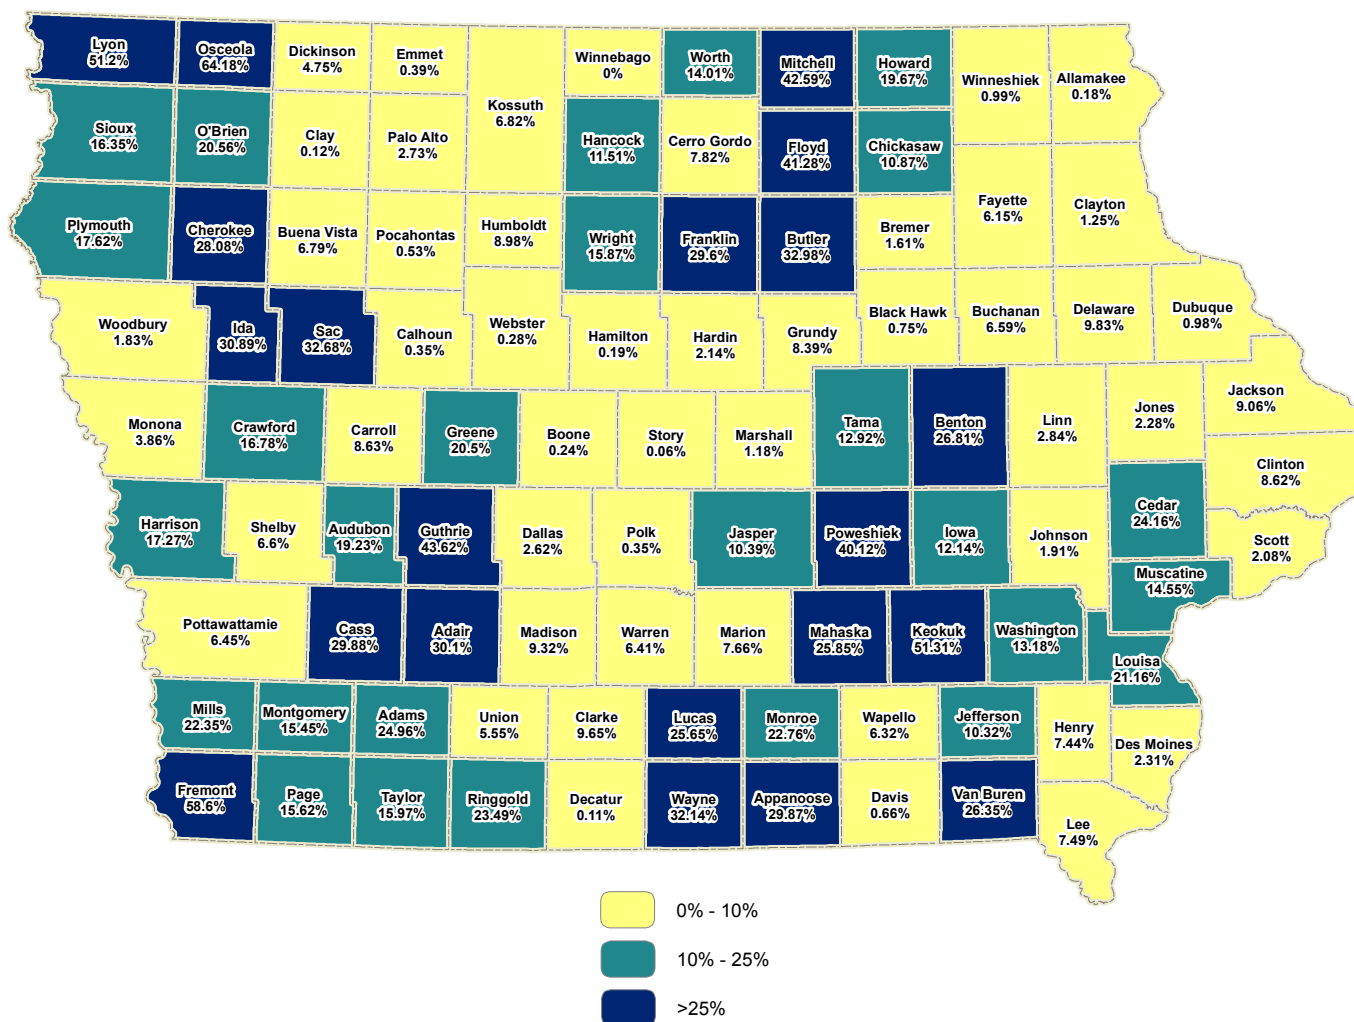 Lyon
51.2%
Osceola
64.18%
Dickinson
4.75%
Emmet
0.39%
Kossuth
6.82%
Winnebago
0%
Worth
14.01%
Mitchell
42.59%
Howard
19.67%
Winneshiek
0.99%
Allamakee
0.18%
Sioux
16.35%
O'Brien
20.56%
Clay
0.12%
Palo Alto
2.73%
Hancock
11.51%
Cerro Gordo
7.82%
Floyd
41.28%
Chickasaw
10.87%
Fayette
6.15%
Clayton
1.25%
Plymouth
17.62%
Cherokee
28.08%
Buena Vista
6.79%
Pocahontas
0.53%
Humboldt
8.98%
Wright
15.87%
Franklin
29.6%
Butler
32.98%
Bremer
1.61%
Woodbury
1.83%
Ida
30.89%
Sac
32.68%
Calhoun
0.35%
Webster
0.28%
Hamilton
0.19%
Hardin
2.14%
Grundy
8.39%
Black Hawk
0.75%
Buchanan
6.59%
Delaware
9.83%
Dubuque
0.98%
Monona
3.86%
Crawford
16.78%
Carroll
8.63%
Greene
20.5%
Boone
0.24%
Story
0.06%
Marshall
1.18%
Tama
12.92%
Benton
26.81%
Linn
2.84%
Jones
2.28%
Jackson
9.06%
Clinton
8.62%
Harrison
17.27%
Shelby
6.6%
Audubon
19.23%
Guthrie
43.62%
Dallas
2.62%
Polk
0.35%
Jasper
10.39%
Poweshiek
40.12%
Iowa
12.14%
Johnson
1.91%
Cedar
24.16%
Scott
2.08%
Muscatine
14.55%
Pottawattamie
6.45%
Cass
29.88%
Adair
30.1%
Madison
9.32%
Warren
6.41%
Marion
7.66%
Mahaska
25.85%
Keokuk
51.31%
Washington
13.18%
Louisa
21.16%
Mills
22.35%
Montgomery
15.45%
Adams
24.96%
Union
5.55%
Clarke
9.65%
Lucas
25.65%
Monroe
22.76%
Wapello
6.32%
Jefferson
10.32%
Henry
7.44%
Des Moines
2.31%
Fremont
58.6%
Page
15.62%
Taylor
15.97%
Ringgold
23.49%
Decatur
0.11%
Wayne
32.14%
Appanoose
29.87%
Davis
0.66%
Van Buren
26.35%
Lee
7.49%
0% - 10%
10% - 25%
>25%